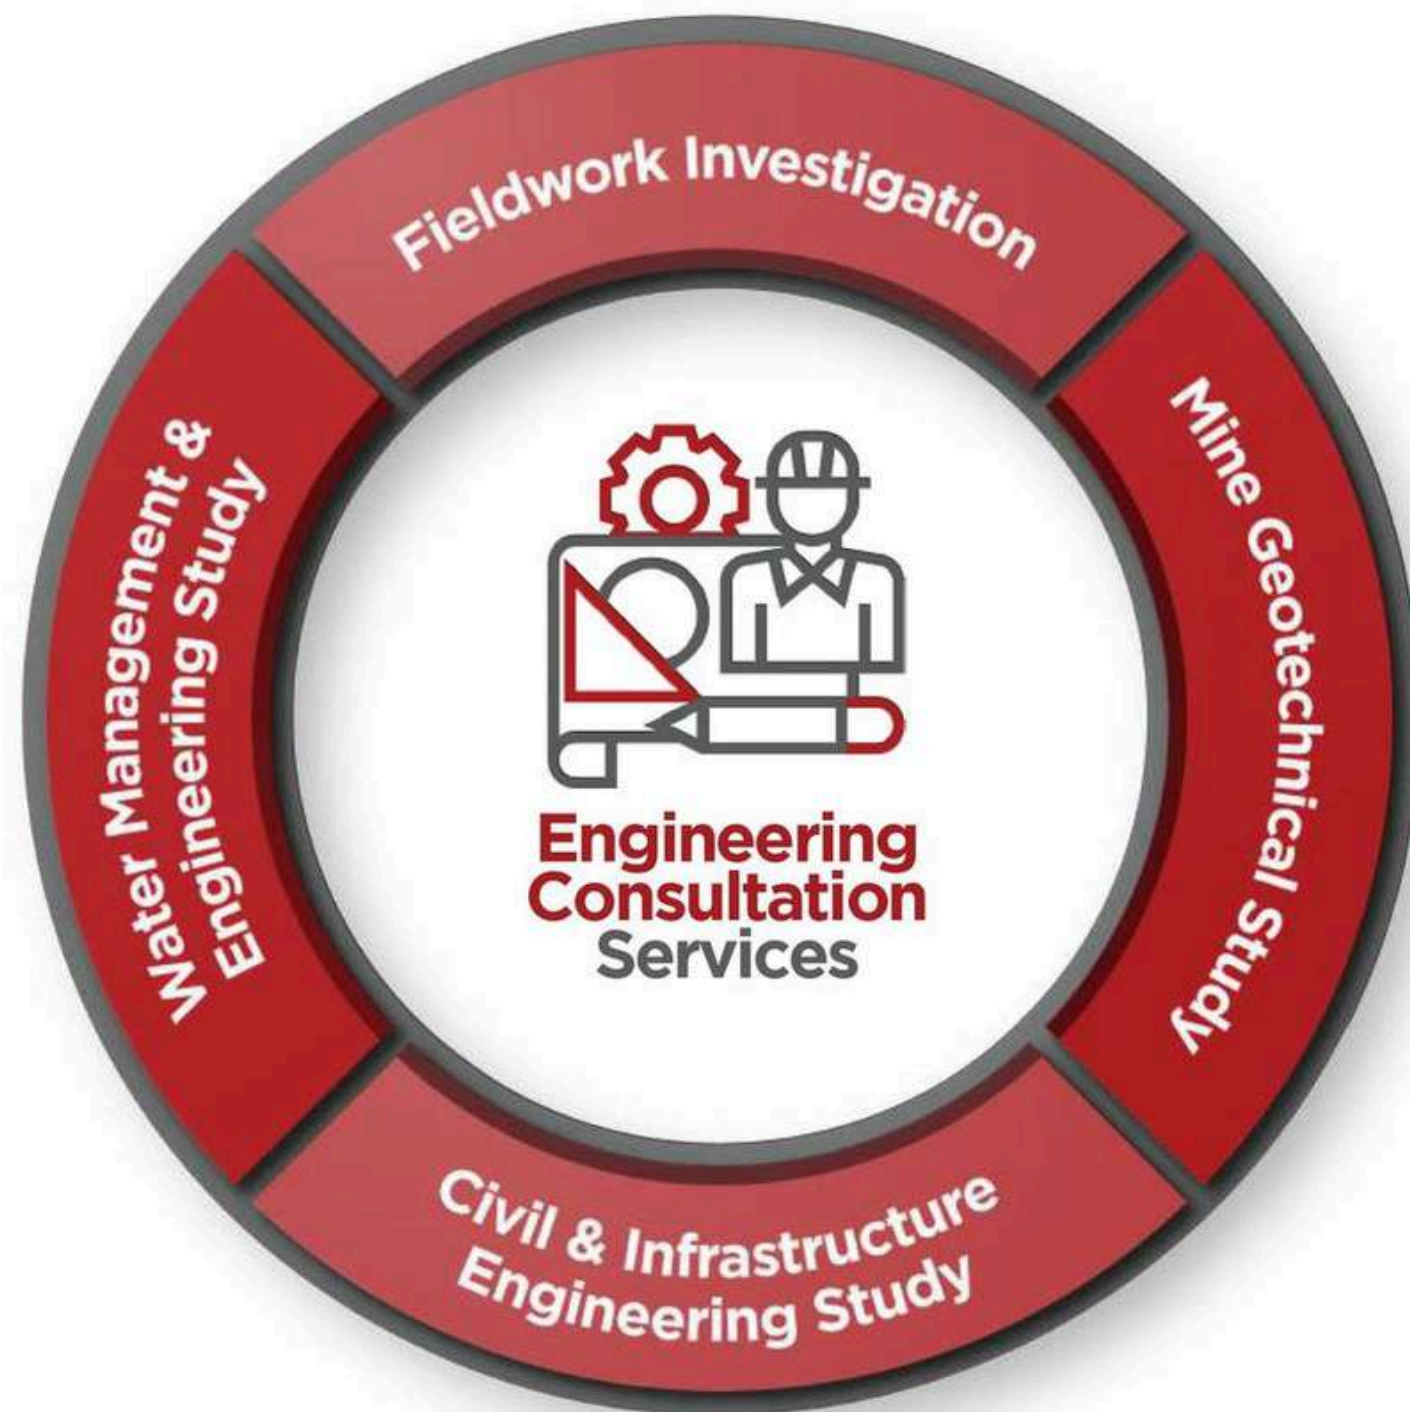 Fieldwork Investigation
Mine Geotechnical Study
Civil & Infrastructure
Engineering Study
Water Management &
Engineering Study
Engineering
Consultation
Services